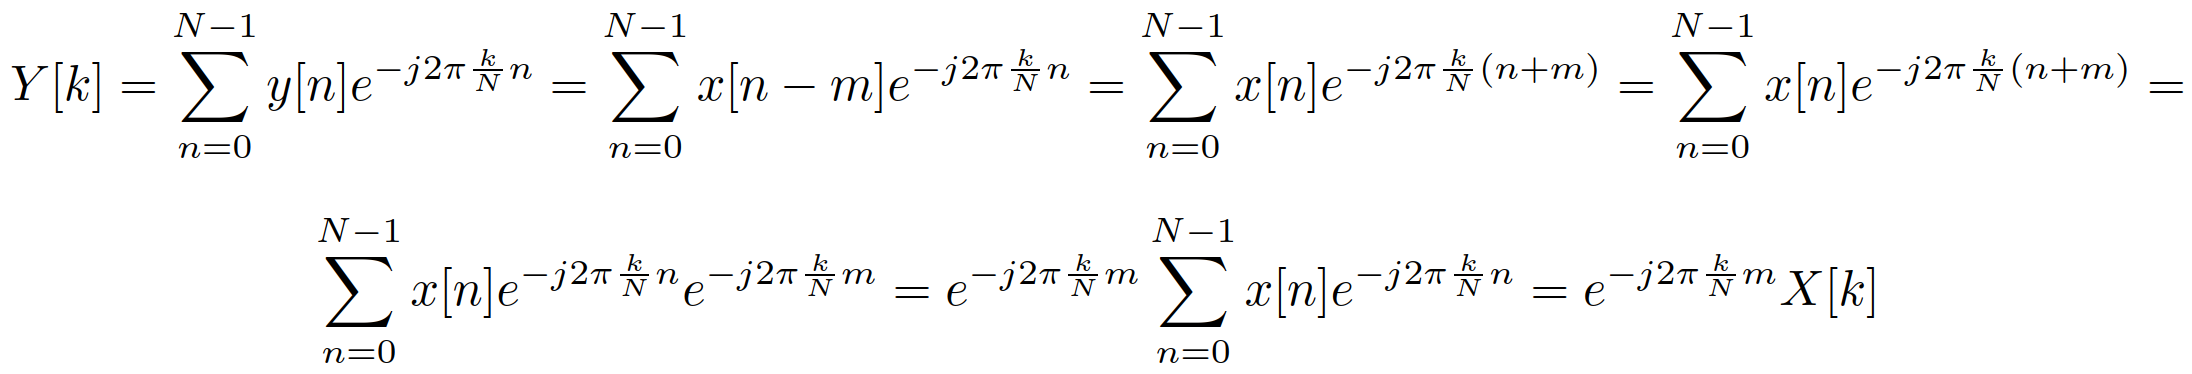 $Y[k] = \sum_{n=0}^{N-1} y[n]e^{-j2\pi\frac{k}{N}n} = \sum_{n=0}^{N-1} x[n-m]e^{-j2\pi\frac{k}{N}n} = \sum_{n=0}^{N-1} x[n]e^{-j2\pi\frac{k}{N}(n+m)} = \sum_{n=0}^{N-1} x[n]e^{-j2\pi\frac{k}{N}(n+m)} =$
$\sum_{n=0}^{N-1} x[n]e^{-j2\pi\frac{k}{N}n}e^{-j2\pi\frac{k}{N}m} = e^{-j2\pi\frac{k}{N}m} \sum_{n=0}^{N-1} x[n]e^{-j2\pi\frac{k}{N}n} = e^{-j2\pi\frac{k}{N}m}X[k]$